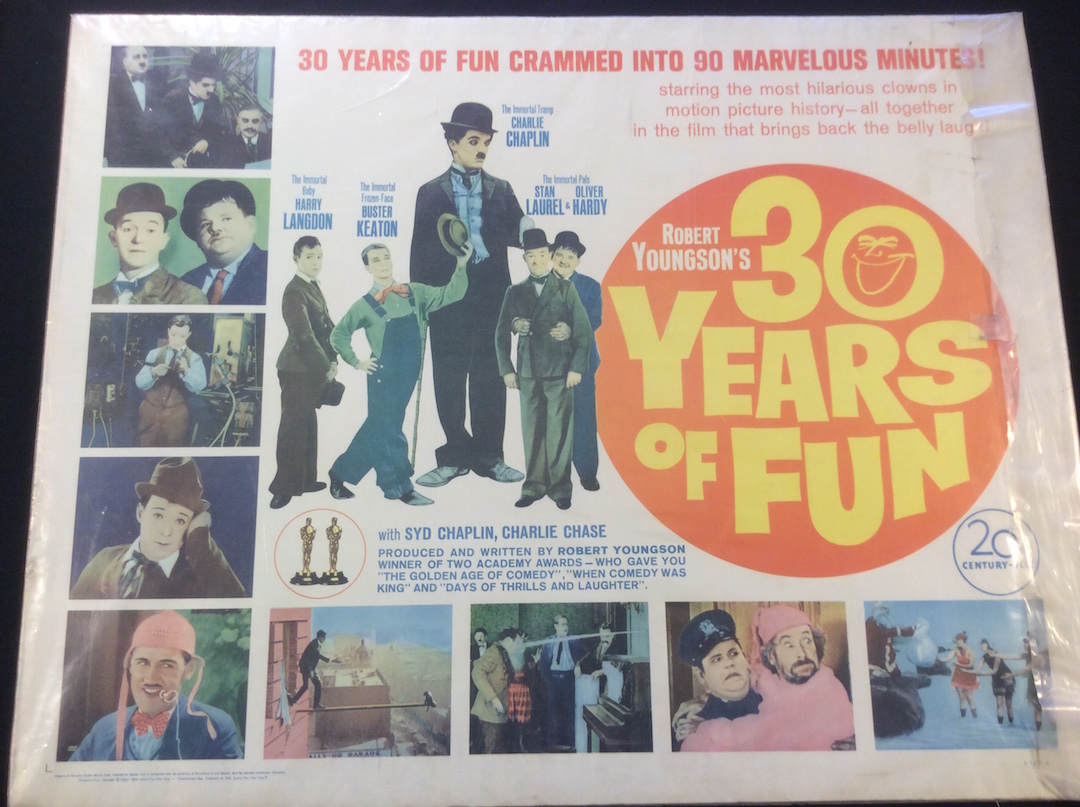 30 YEARS OF FUN CRAMMED INTO 90 MARVELOUS MINUTES!
starring the most hilarious clowns in
motion picture history—all together
in the film that brings back the belly laug
The Immortal Tramp
CHARLIE
CHAPLIN
The Immortal
Baby
HARRY
LANGDON
The Immortal
Frozen-Face
BUSTER
KEATON
The Immortal Pals
STAN OLIVER
LAUREL & HARDY
ROBERT
YOUNGSON'S
30
YEARS
OF FUN
with SYD CHAPLIN, CHARLIE CHASE
PRODUCED AND WRITTEN BY ROBERT YOUNGSON
WINNER OF TWO ACADEMY AWARDS—WHO GAVE YOU
"THE GOLDEN AGE OF COMEDY", "WHEN COMEDY WAS
KING" AND "DAYS OF THRILLS AND LAUGHTER".
20
CENTURY-
GARAGE